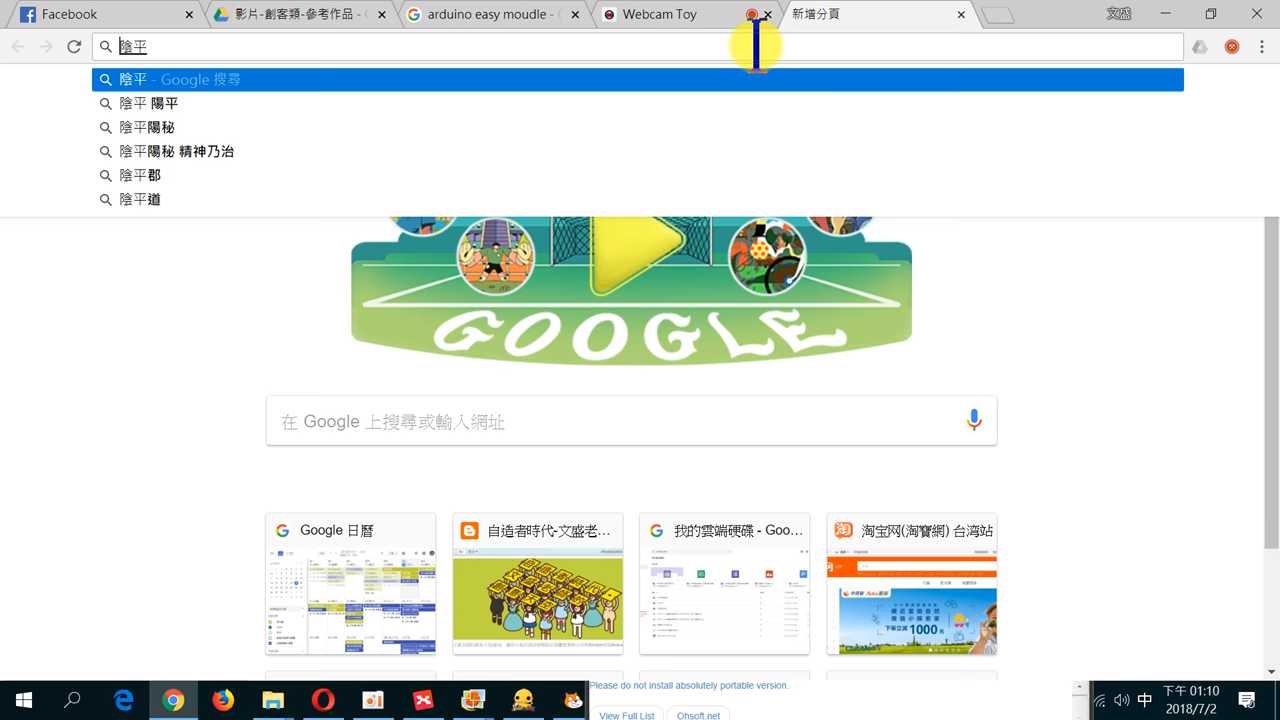 Facebook
影片-創客類-參考作品 - G
arduino easy moudle - G
Webcam Toy
新增分頁
文盛
陰平
陰平 - Google 搜尋
陰平 陽平
陰平陽秘
陰平陽秘 精神乃治
陰平郡
陰平道
GOOGLE
在 Google 上搜尋或輸入網址
Google 日曆
自造者時代-文盛老...
我的雲端硬碟 - Goo...
淘宝网(淘寶網) 台湾站
1000
Please do not install absolutely portable version.
View Full List
Ohsoft.net
中
下午 01:10
2018/7/2